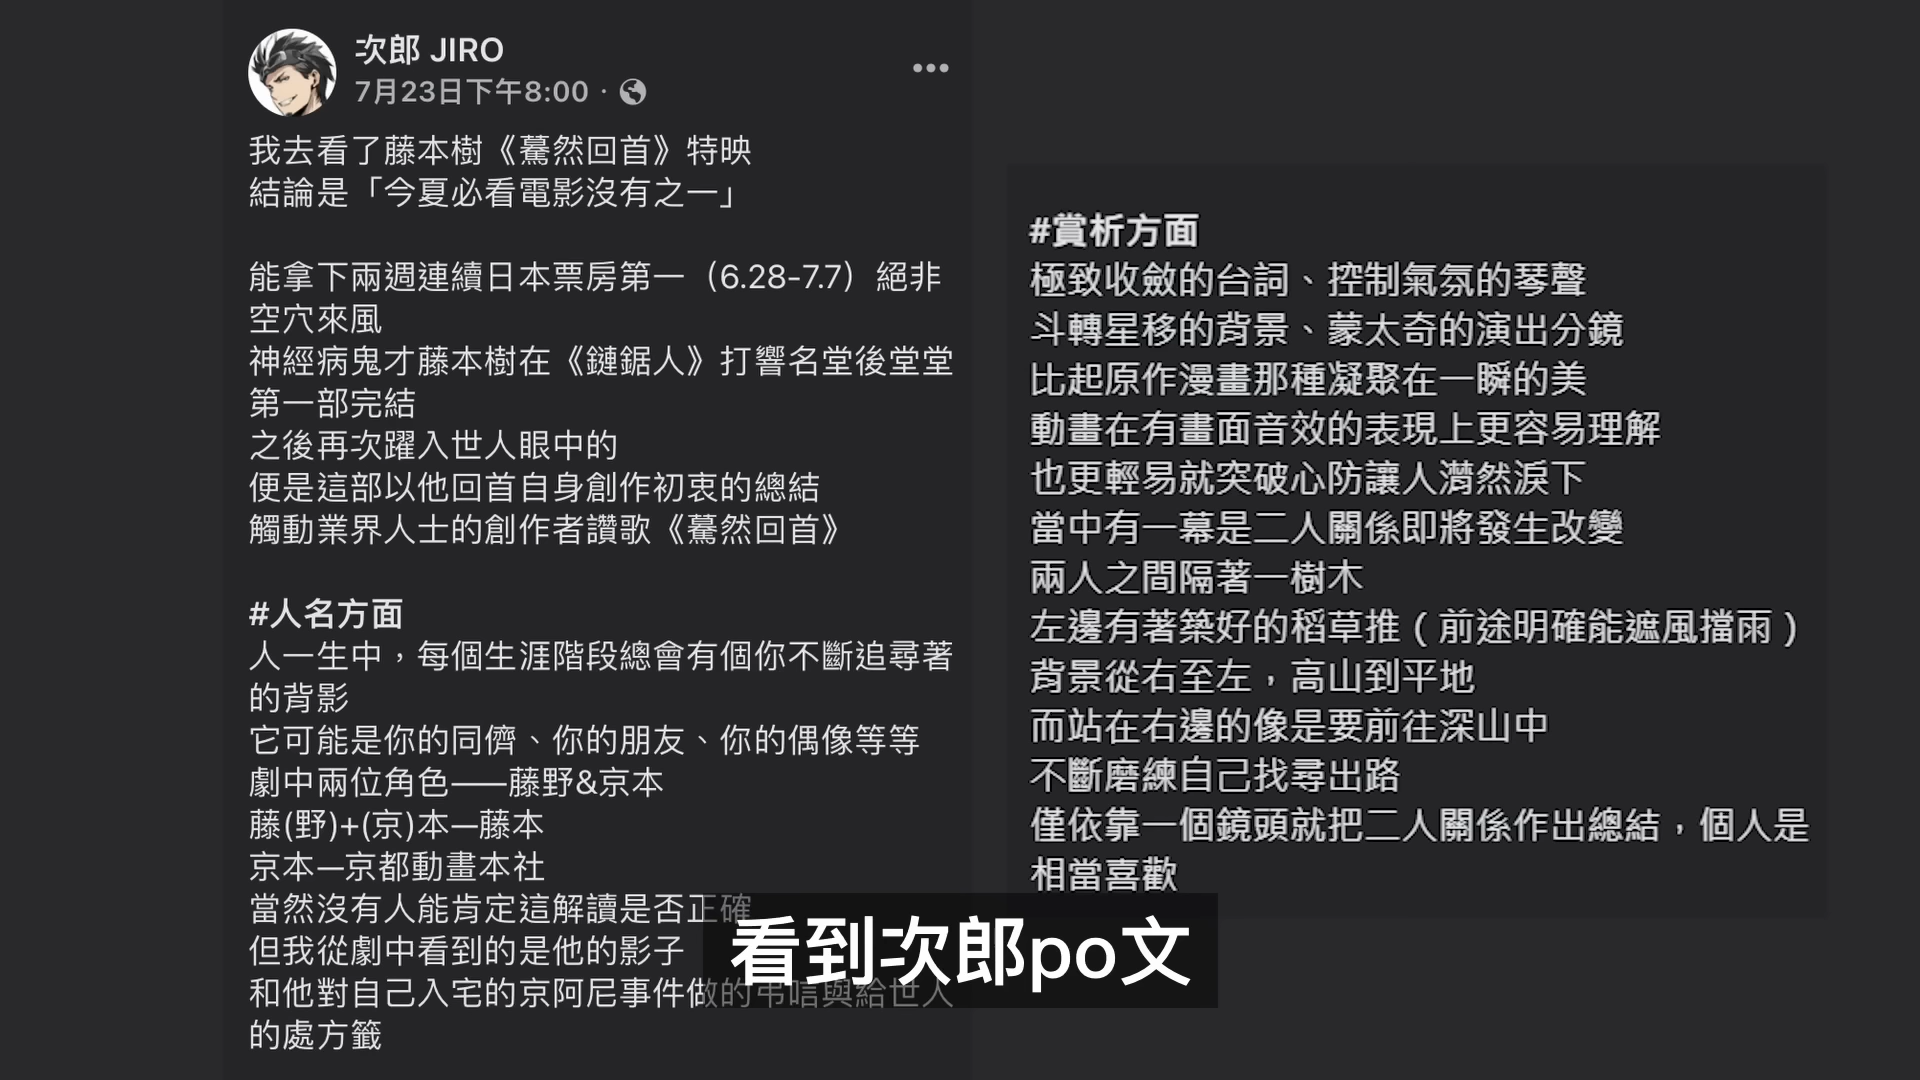 次郎 JIRO
7月23日下午8:00 ·
我去看了藤本樹《驀然回首》特映
結論是「今夏必看電影沒有之一」
能拿下兩週連續日本票房第一（6.28-7.7）絕非
空穴來風
神經病鬼才藤本樹在《鏈鋸人》打響名堂後堂堂
第一部完結
之後再次躍入世人眼中的
便是這部以他回首自身創作初衷的總結
觸動業界人士的創作者讚歌《驀然回首》
#人名方面
人一生中，每個生涯階段總會有個你不斷追尋著
的背影
它可能是你的同儕、你的朋友、你的偶像等等
劇中兩位角色——藤野&京本
藤(野)+(京)本—藤本
京本—京都動畫本社
當然沒有人能肯定這解讀是否正確
但我從劇中看到的是他的影子
和他對自己入宅的京阿尼事件做的弔唁與給世人
的處方籤
#賞析方面
極致收斂的台詞、控制氣氛的琴聲
斗轉星移的背景、蒙太奇的演出分鏡
比起原作漫畫那種凝聚在一瞬的美
動畫在有畫面音效的表現上更容易理解
也更輕易就突破心防讓人潸然淚下
當中有一幕是二人關係即將發生改變
兩人之間隔著一樹木
左邊有著築好的稻草推（前途明確能遮風擋雨）
背景從右至左，高山到平地
而站在右邊的像是要前往深山中
不斷磨練自己找尋出路
僅依靠一個鏡頭就把二人關係作出總結，個人是
相當喜歡
看到次郎po文